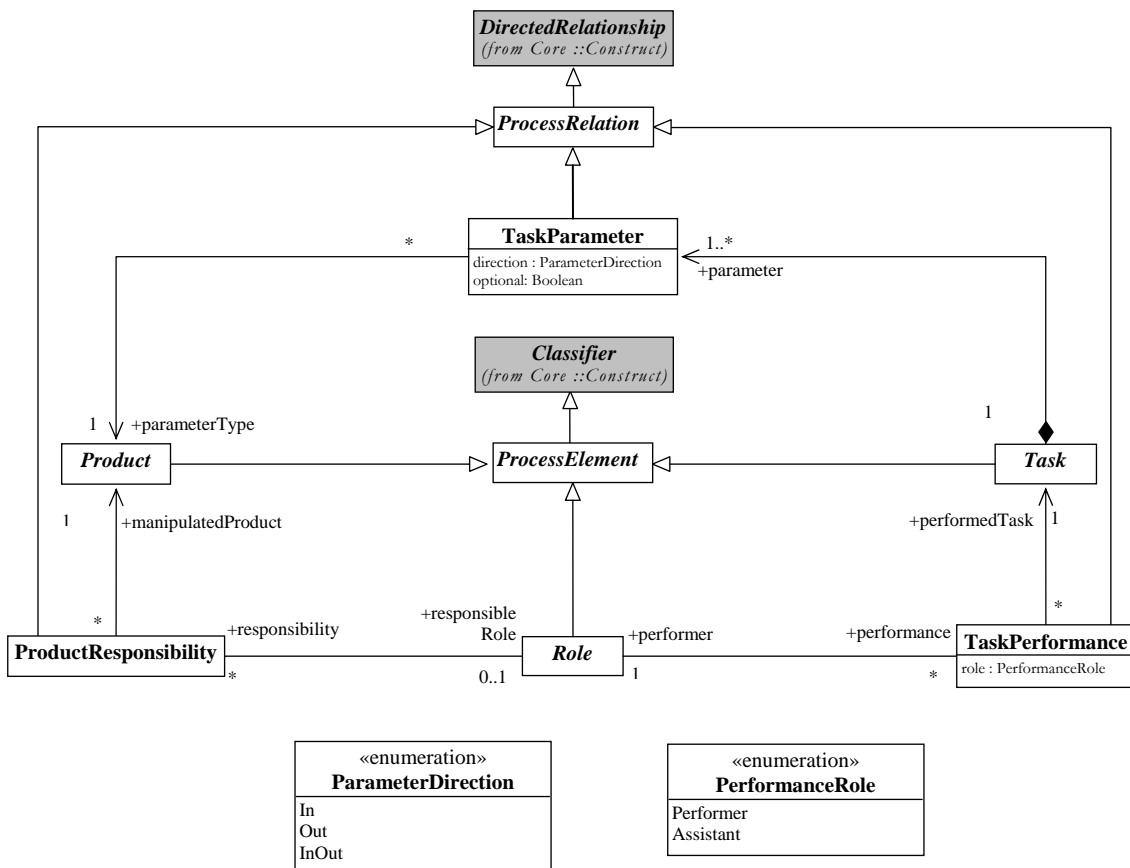 DirectedRelationship
(from Core ::Construct)
ProcessRelation
TaskParameter
direction : ParameterDirection
optional: Boolean
*
1..*
+parameter
Classifier
(from Core ::Construct)
1
+parameterType
1
Product
ProcessElement
Task
1
+manipulatedProduct
+performedTask
1
*
*
+responsibility
+responsible
Role
+performer
+performance
ProductResponsibility
Role
TaskPerformance
role : PerformanceRole
*
0..1
1
*
«enumeration»
ParameterDirection
In
Out
InOut
«enumeration»
PerformanceRole
Performer
Assistant